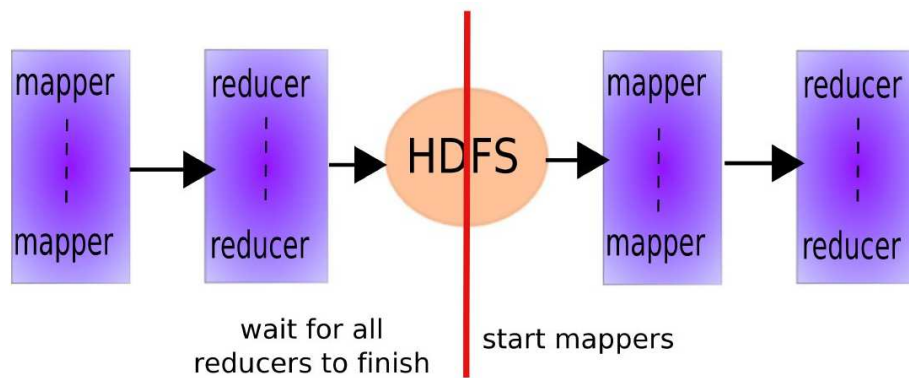 mapper
mapper
reducer
reducer
HDFS
mapper
mapper
reducer
reducer
wait for all
reducers to finish
start mappers